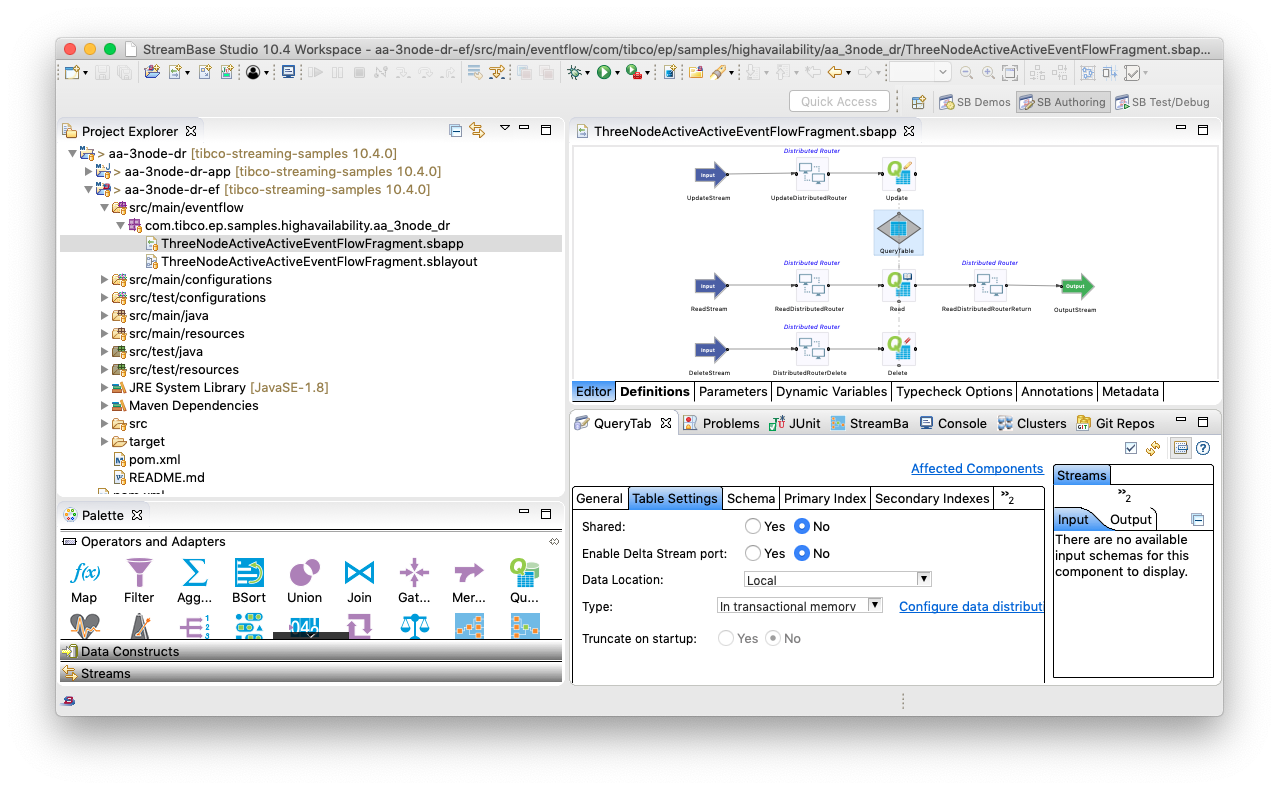 StreamBase Studio 10.4 Workspace - aa-3node-dr-ef/src/main/eventflow/com/tibco/ep/samples/highavailability/aa_3node_dr/ThreeNodeActiveActiveEventFlowFragment.sbap...
Quick Access
SB Demos
SB Authoring
SB Test/Debug
Project Explorer
> aa-3node-dr [tibco-streaming-samples 10.4.0]
> aa-3node-dr-app [tibco-streaming-samples 10.4.0]
> aa-3node-dr-ef [tibco-streaming-samples 10.4.0]
src/main/eventflow
com.tibco.ep.samples.highavailability.aa_3node_dr
ThreeNodeActiveActiveEventFlowFragment.sbapp
ThreeNodeActiveActiveEventFlowFragment.sblayout
src/main/configurations
src/test/configurations
src/main/java
src/main/resources
src/test/java
src/test/resources
JRE System Library [JavaSE-1.8]
Maven Dependencies
src
target
pom.xml
README.md
pom.xml
Palette
Operators and Adapters
Map Filter Agg... BSort Union Join Gat... Mer... Qu...
Data Constructs
Streams
ThreeNodeActiveActiveEventFlowFragment.sbapp
Distributed Router
Input
UpdateStream UpdateDistributedRouter Update
QueryTable
Distributed Router Distributed Router
Input Output
ReadStream ReadDistributedRouter Read ReadDistributedRouterReturn OutputStream
Distributed Router
Input
DeleteStream DistributedRouterDelete Delete
Editor Definitions Parameters Dynamic Variables Typecheck Options Annotations Metadata
QueryTab Problems JUnit StreamBa Console Clusters Git Repos
Affected Components
General Table Settings Schema Primary Index Secondary Indexes »2
Shared: Yes No
Enable Delta Stream port: Yes No
Data Location: Local
Type: In transactional memory Configure data distribut
Truncate on startup: Yes No
Streams
»2
Input Output
There are no available
input schemas for this
component to display.